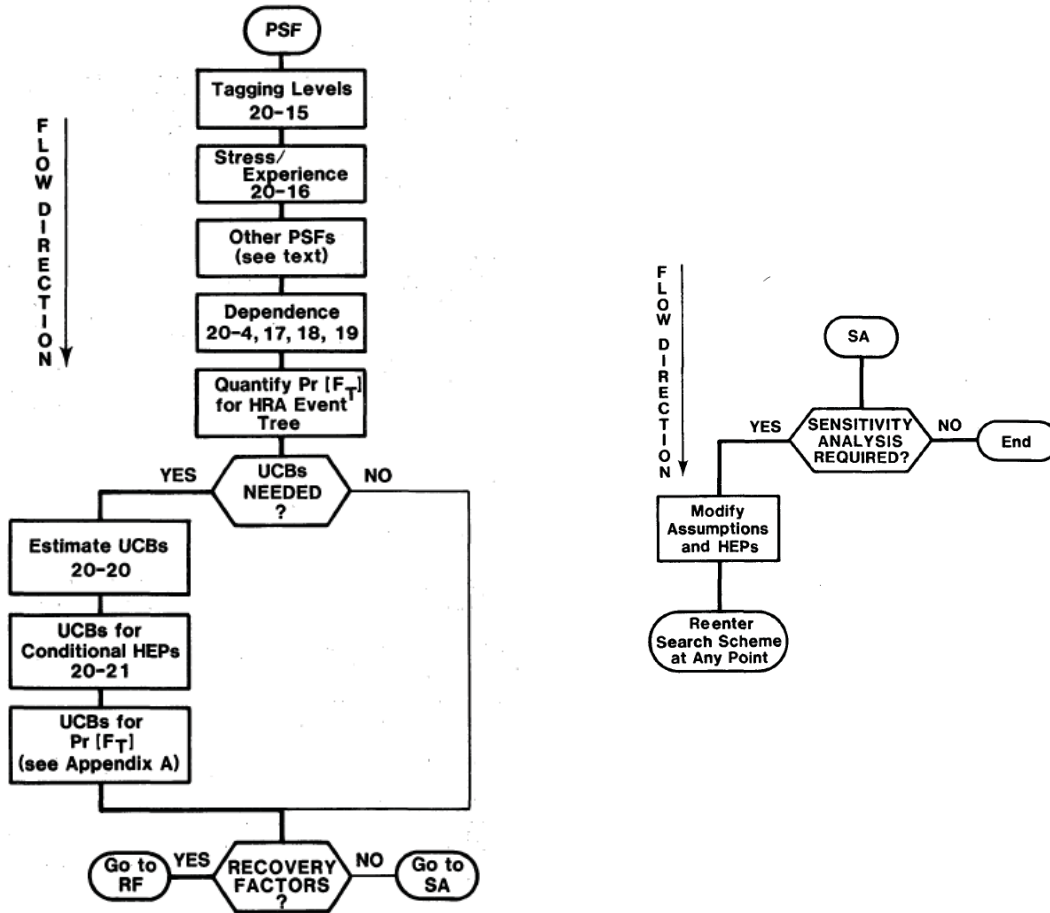 PSF
Tagging Levels
20-15
Stress/
Experience
20-16
Other PSFs
(see text)
Dependence
20-4, 17, 18, 19
Quantify Pr [FT]
for HRA Event
Tree
FLOW DIRECTION
YES
UCBs
NEEDED
?
NO
Estimate UCBs
20-20
UCBs for
Conditional HEPs
20-21
UCBs for
Pr [FT]
(see Appendix A)
Go to
RF
YES
RECOVERY
FACTORS
?
NO
Go to
SA
FLOW DIRECTION
SA
YES
SENSITIVITY
ANALYSIS
REQUIRED?
NO
End
Modify
Assumptions
and HEPs
Reenter
Search Scheme
at Any Point